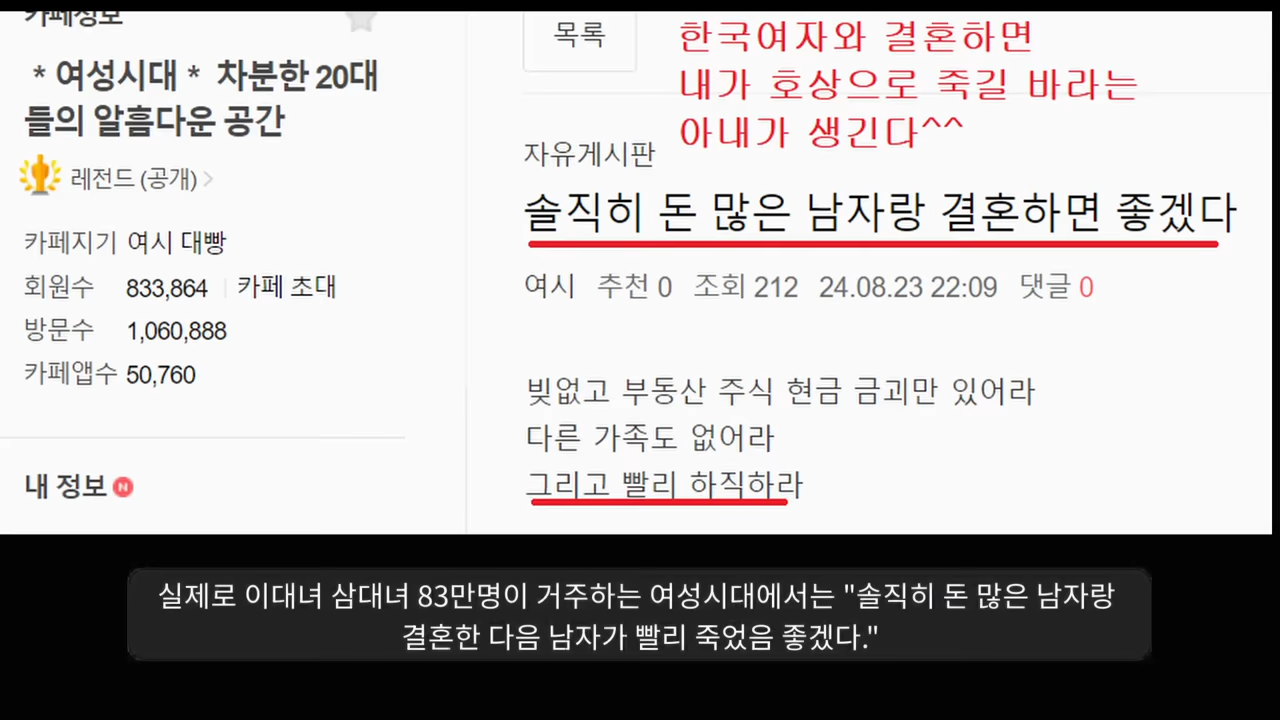 카페정보
* 여성시대 * 차분한 20대
들의 알흠다운 공간
레전드 (공개)
카페지기 여시 대빵
회원수 833,864 카페 초대
방문수 1,060,888
카페앱수 50,760
내 정보 N
목록
한국여자와 결혼하면
내가 호상으로 죽길 바라는
아내가 생긴다^^
자유게시판
솔직히 돈 많은 남자랑 결혼하면 좋겠다
여시 추천 0 조회 212 24.08.23 22:09 댓글 0
빚없고 부동산 주식 현금 금괴만 있어라
다른 가족도 없어라
그리고 빨리 하직하라
실제로 이대녀 삼대녀 83만명이 거주하는 여성시대에서는 "솔직히 돈 많은 남자랑
결혼한 다음 남자가 빨리 죽었음 좋겠다."